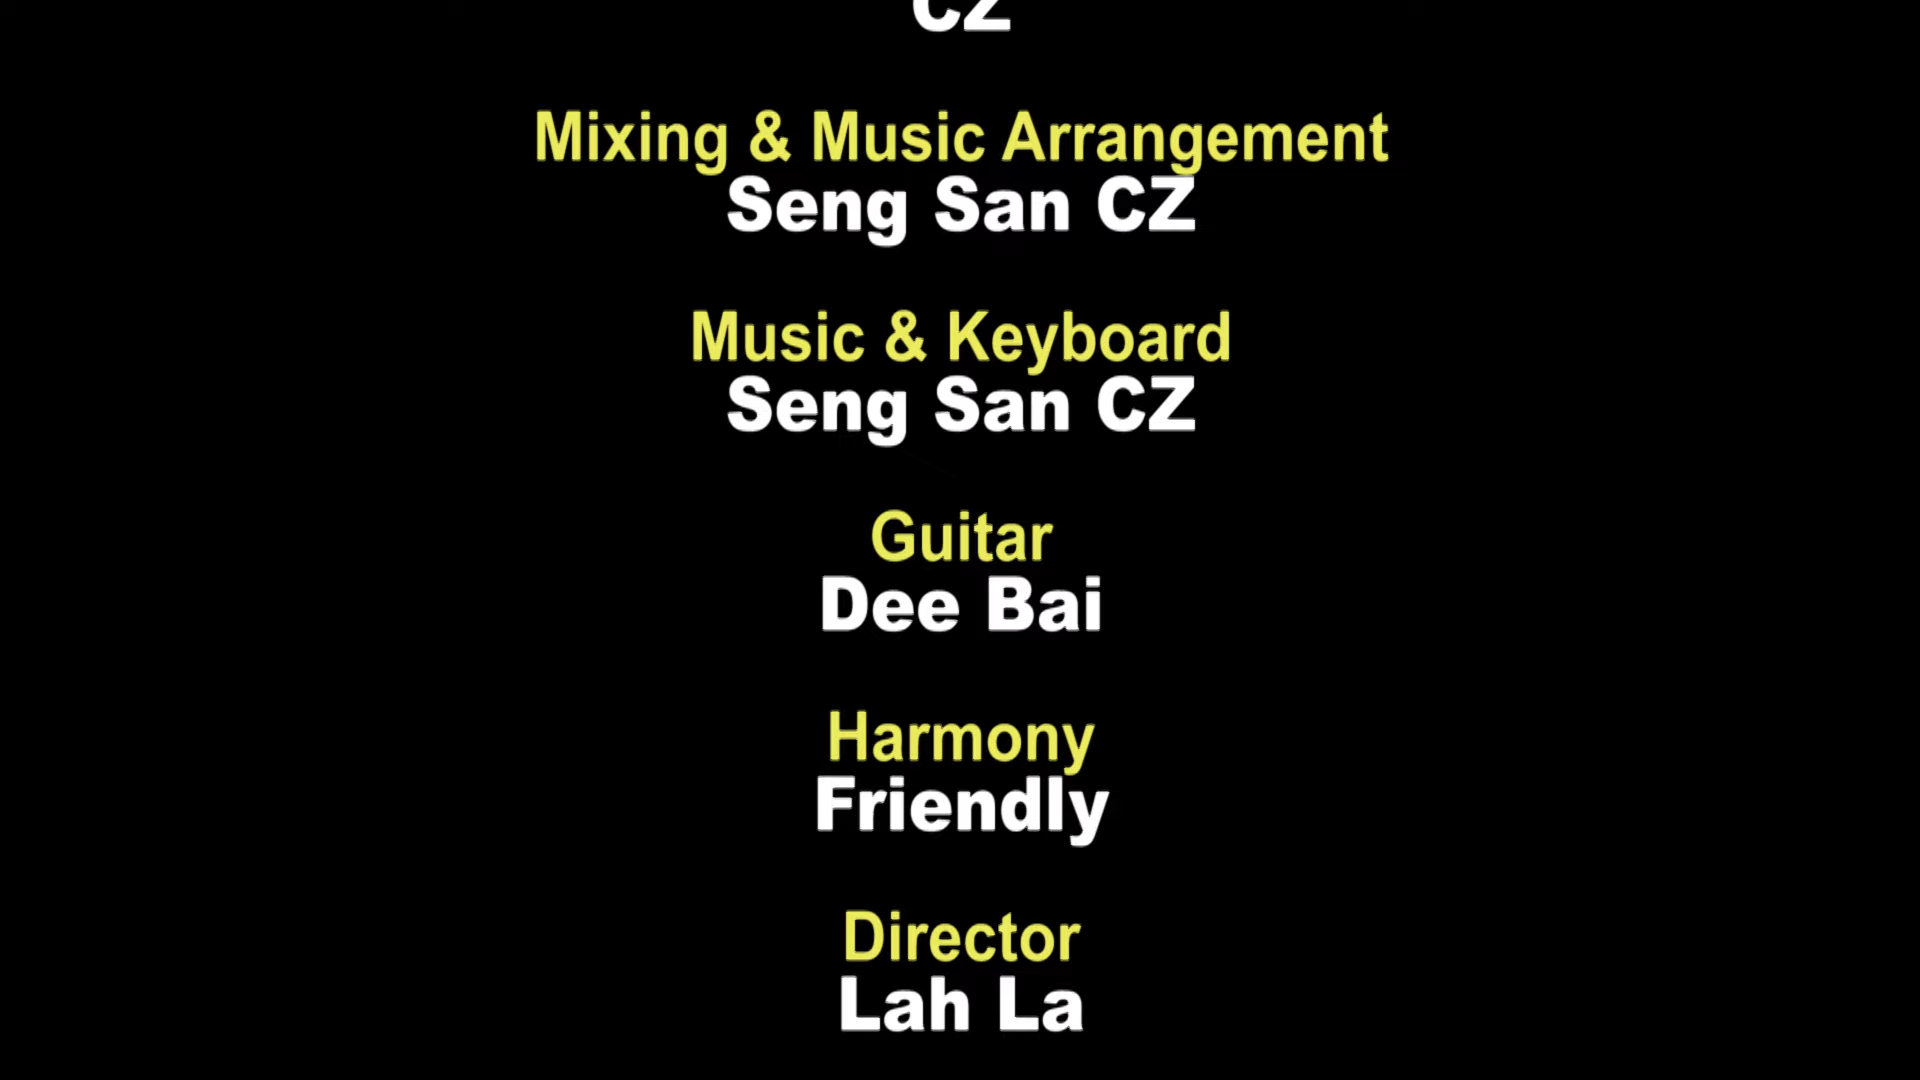 CZ
Mixing & Music Arrangement
Seng San CZ
Music & Keyboard
Seng San CZ
Guitar
Dee Bai
Harmony
Friendly
Director
Lah La